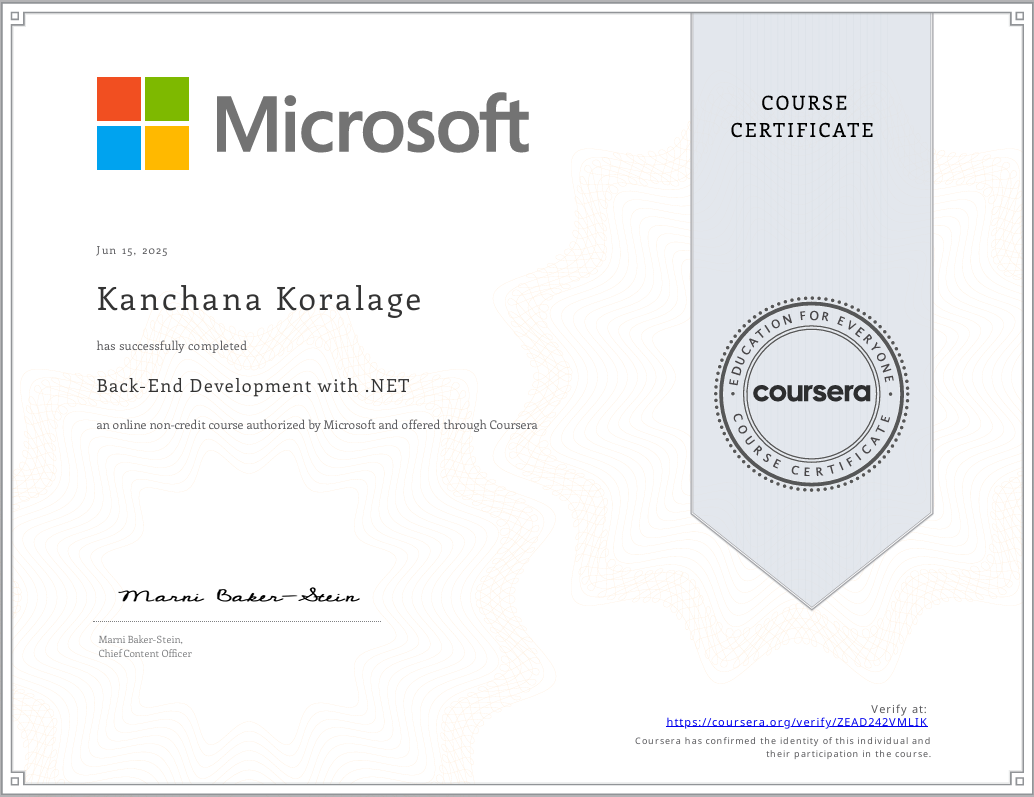 Microsoft
COURSE
CERTIFICATE
Jun 15, 2025
Kanchana Koralage
has successfully completed
Back-End Development with .NET
an online non-credit course authorized by Microsoft and offered through Coursera
EDUCATION FOR EVERYONE
coursera
COURSE CERTIFICATE
Marni Baker-Stein
Marni Baker-Stein,
Chief Content Officer
Verify at:
https://coursera.org/verify/ZEAD242VMLIK
Coursera has confirmed the identity of this individual and
their participation in the course.